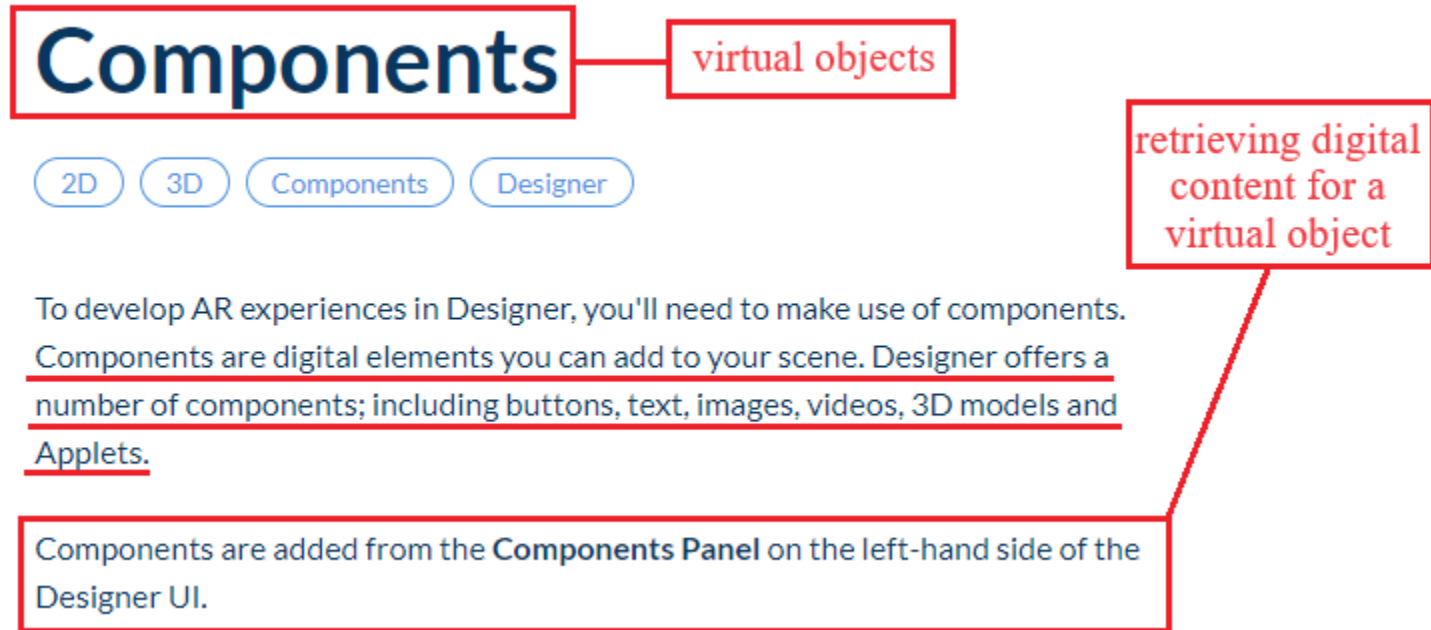 Components
virtual objects
retrieving digital
content for a
virtual object
2D 3D Components Designer
To develop AR experiences in Designer, you'll need to make use of components.
Components are digital elements you can add to your scene. Designer offers a
number of components; including buttons, text, images, videos, 3D models and
Applets.
Components are added from the Components Panel on the left-hand side of the
Designer UI.